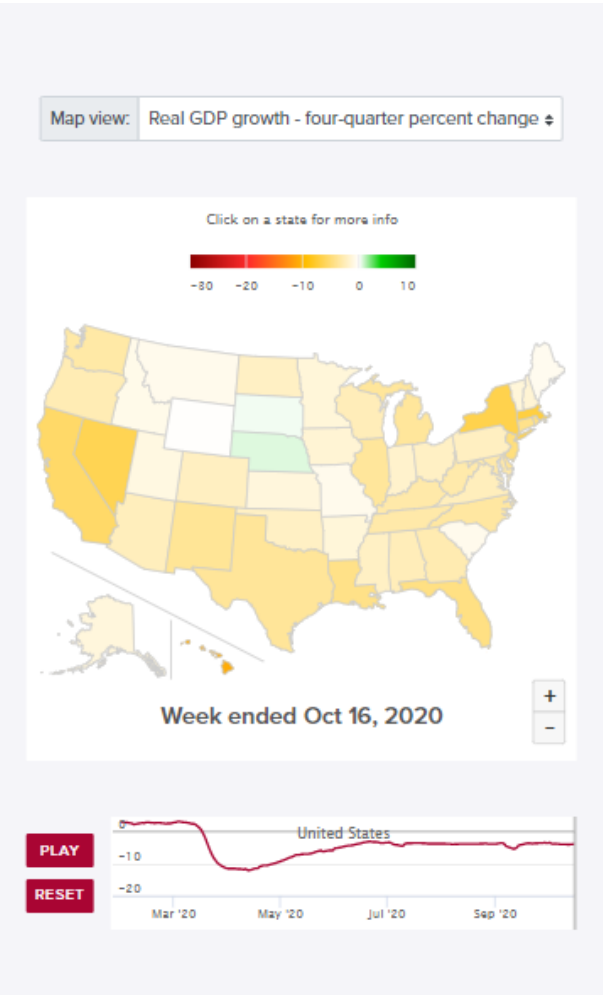 Map view: Real GDP growth - four-quarter percent change
Click on a state for more info
-30 -20 -10 0 10
+
Week ended Oct 16, 2020
-
PLAY
RESET
United States
0
-10
-20
Mar '20 May '20 Jul '20 Sep '20